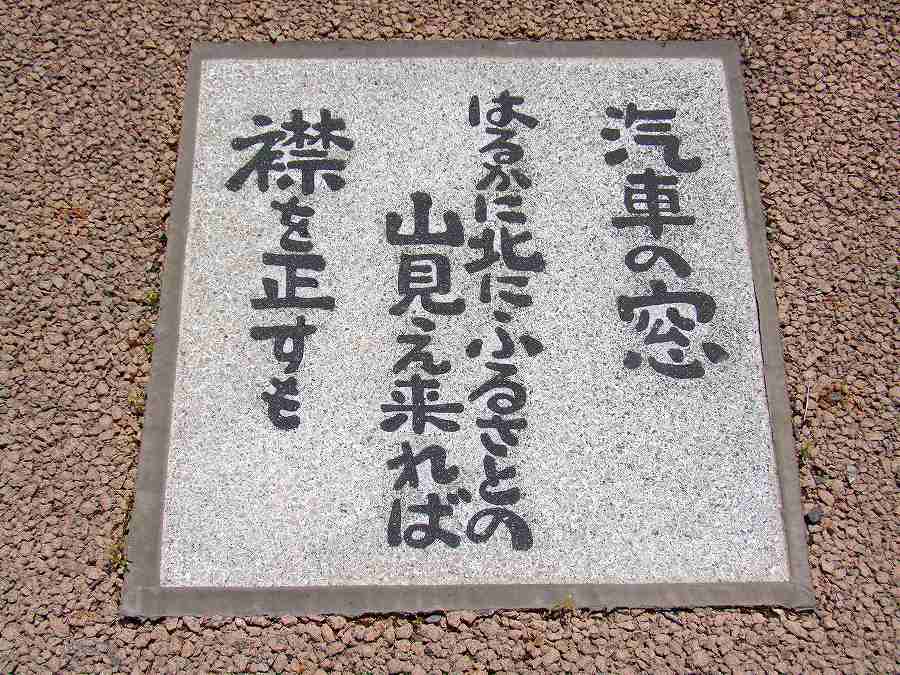 汽車の窓
はるかに北にふるさとの
山見え来れば
襟を正すも